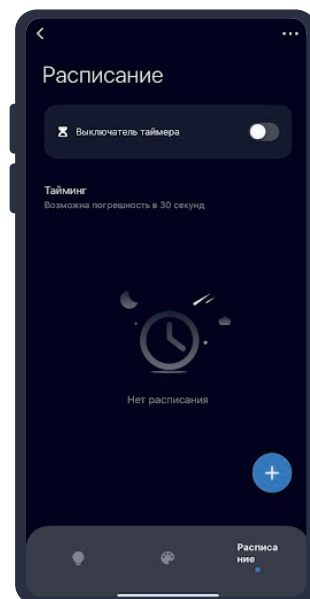 Расписание
Выключатель таймера
Тайминг
Возможна погрешность в 30 секунд
Нет расписания
Расписа
ние